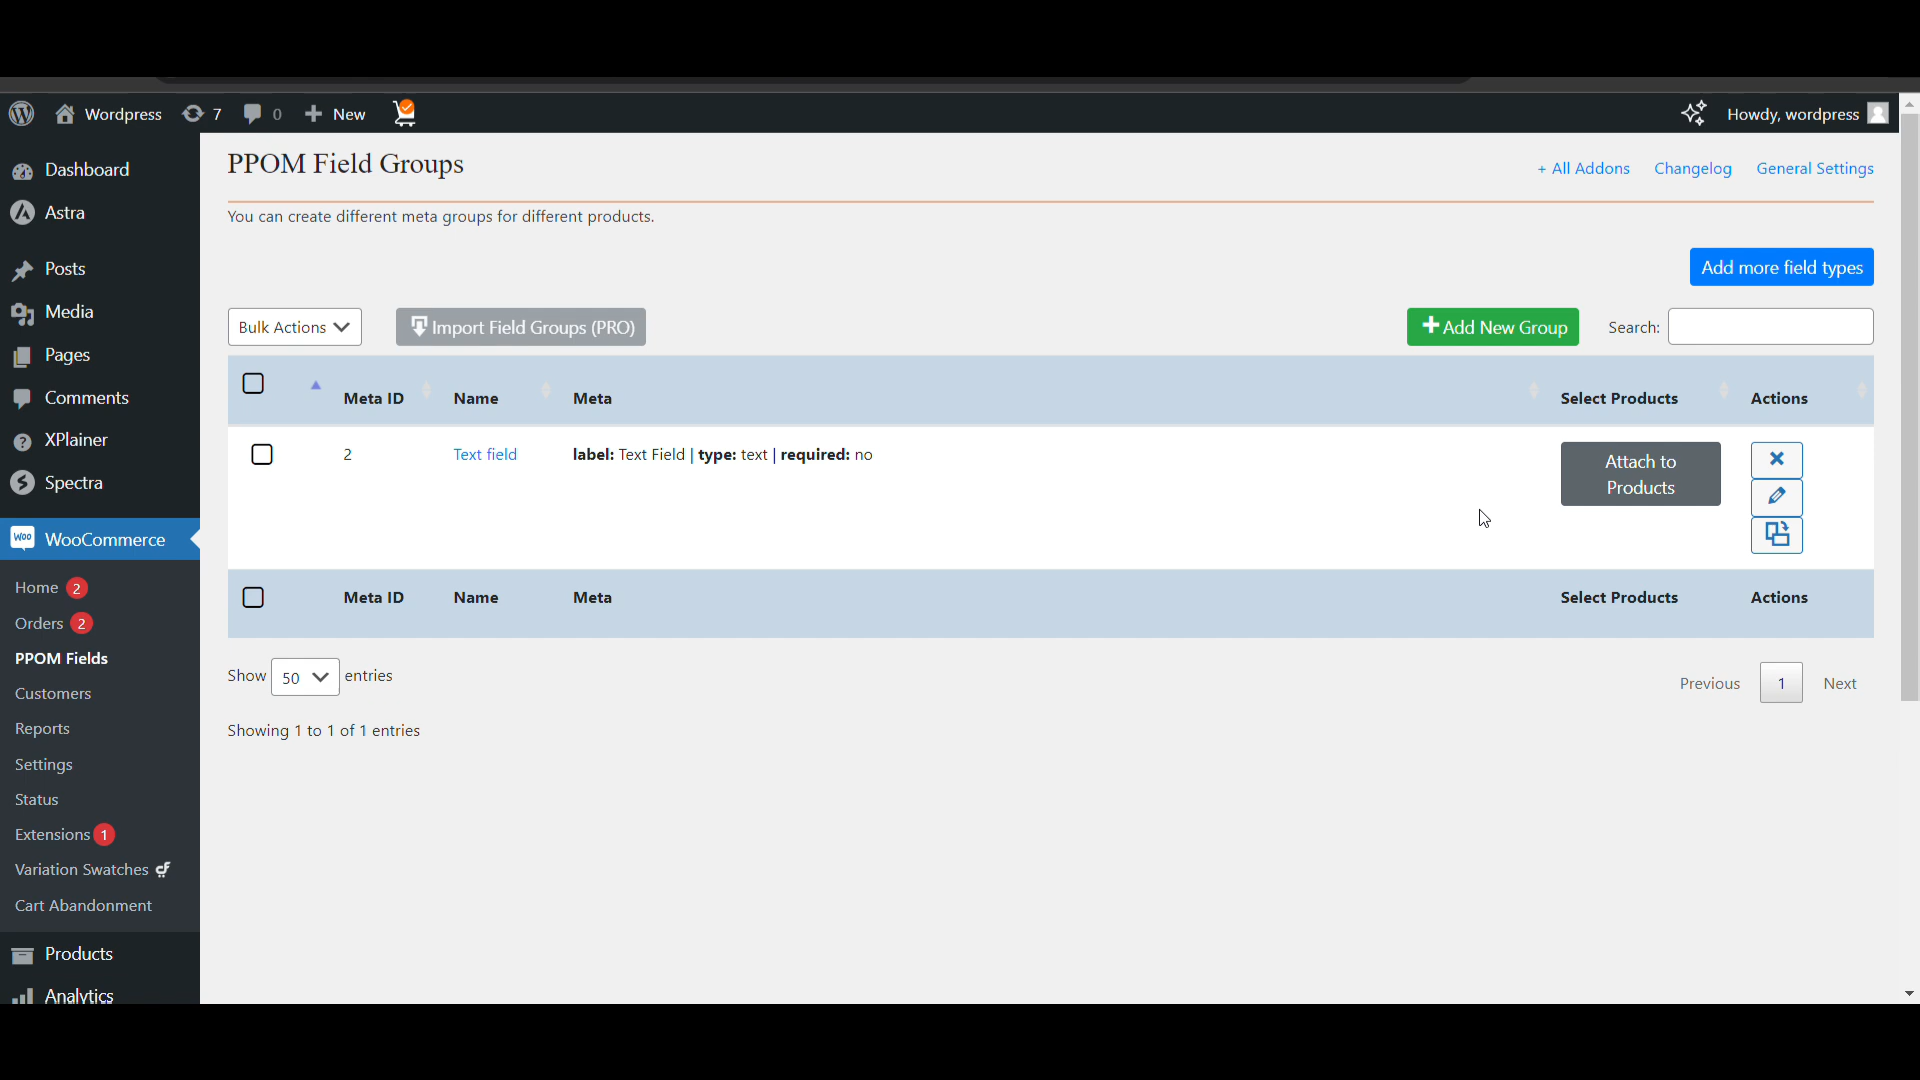 Wordpress 7 0 New Howdy, wordpress
Dashboard
Astra
Posts
Media
Pages
Comments
XPlainer
Spectra
WooCommerce
Home 2
Orders 2
PPOM Fields
Customers
Reports
Settings
Status
Extensions 1
Variation Swatches
Cart Abandonment
Products
Analytics
PPOM Field Groups
+ All Addons Changelog General Settings
You can create different meta groups for different products.
Add more field types
Bulk Actions Import Field Groups (PRO) Add New Group Search:
Meta ID Name Meta Select Products Actions
2 Text field label: Text Field | type: text | required: no Attach to
Products
Meta ID Name Meta Select Products Actions
Show 50 entries Previous 1 Next
Showing 1 to 1 of 1 entries